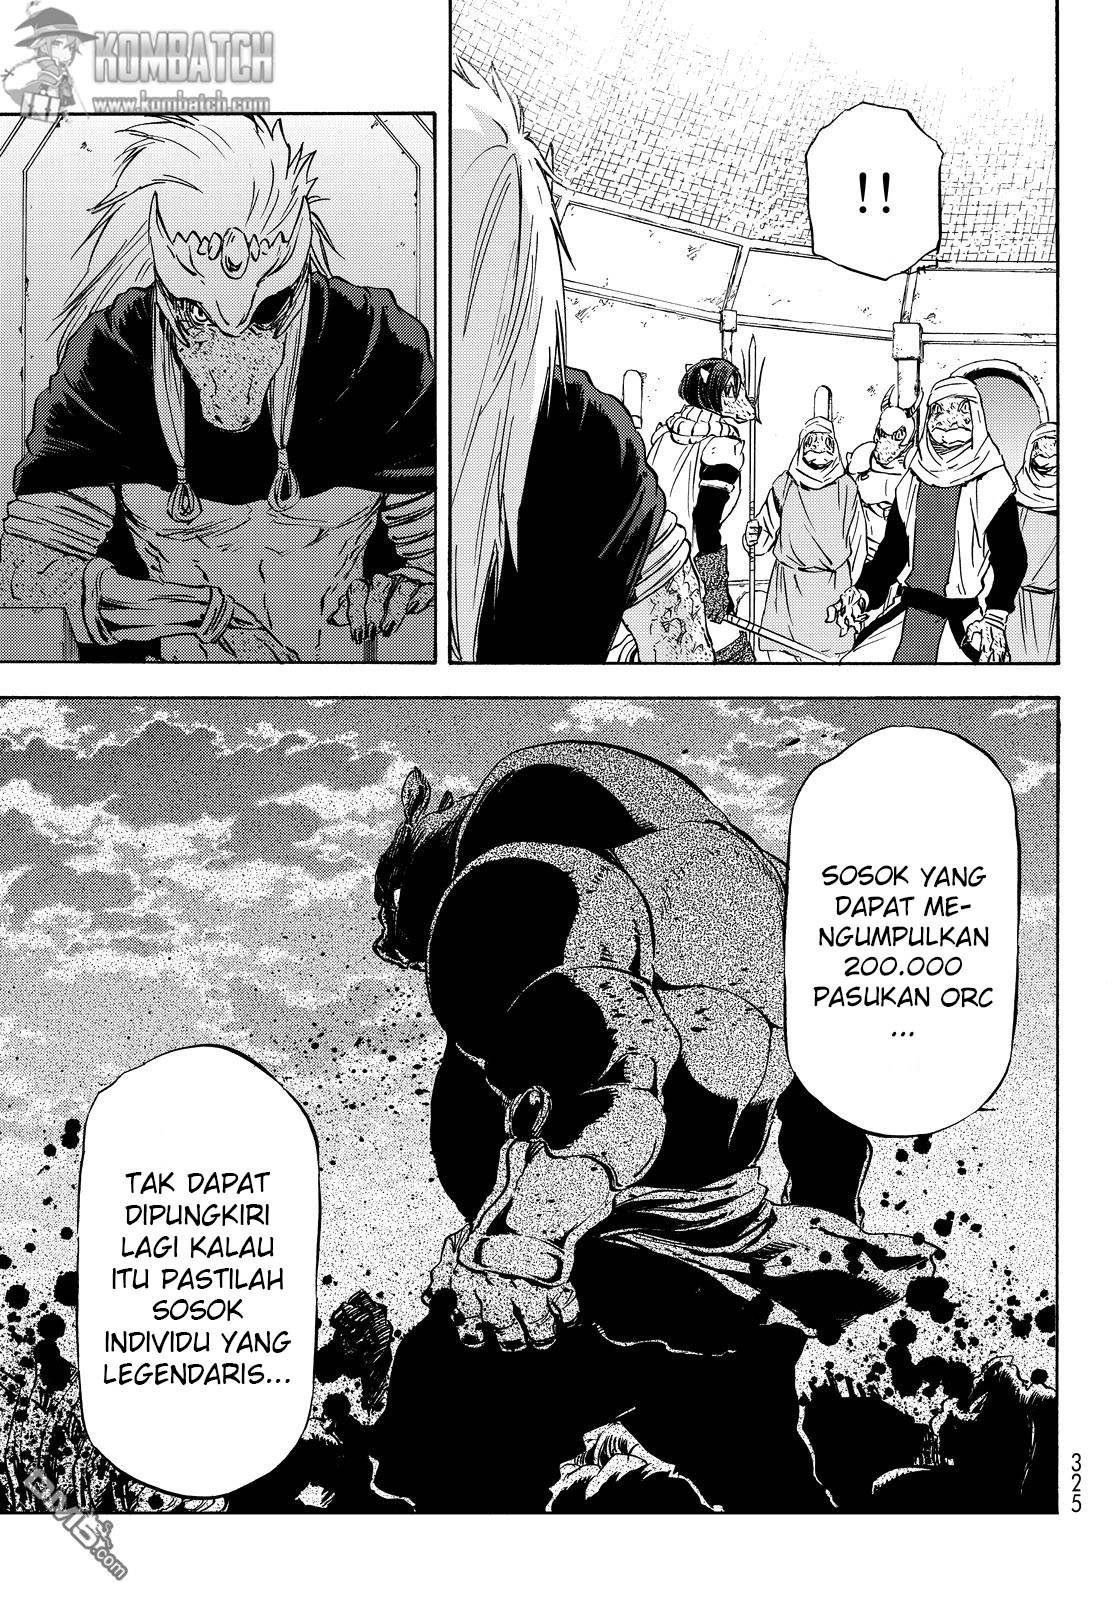 KOMBATCH
www.kombatch.com
!!
SOSOK YANG
DAPAT ME-
NGUMPULKAN
200.000
PASUKAN ORC
...
TAK DAPAT
DIPUNGKIRI
LAGI KALAU
ITU PASTILAH
SOSOK
INDIVIDU YANG
LEGENDARIS...
325